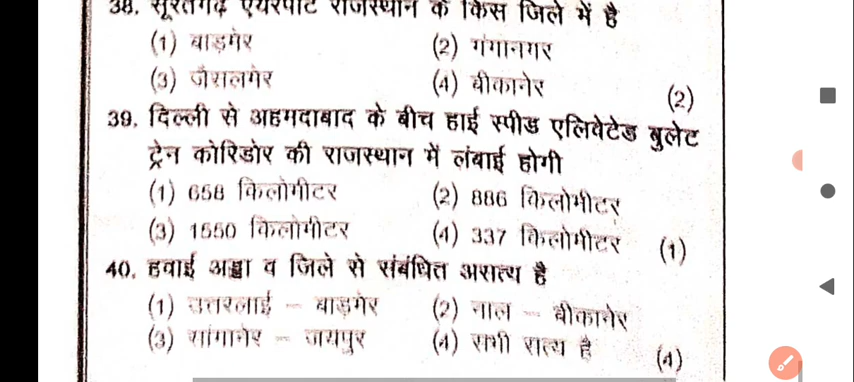 38. सूरतगढ़ एयरपोर्ट राजस्थान के किस जिले में है
(1) बाड़मेर (2) गंगानगर
(3) जैसलमेर (4) बीकानेर (2)
39. दिल्ली से अहमदाबाद के बीच हाई स्पीड एलिवेटेड बुलेट
ट्रेन कोरिडोर की राजस्थान में लंबाई होगी
(1) 658 किलोमीटर (2) 886 किलोमीटर
(3) 1550 किलोमीटर (4) 337 किलोमीटर (1)
40. हवाई अड्डा व जिले से संबंधित असत्य है
(1) उत्तरलाई – बाड़मेर (2) नाल – बीकानेर
(3) सांगानेर – जयपुर (4) सभी सत्य है (4)